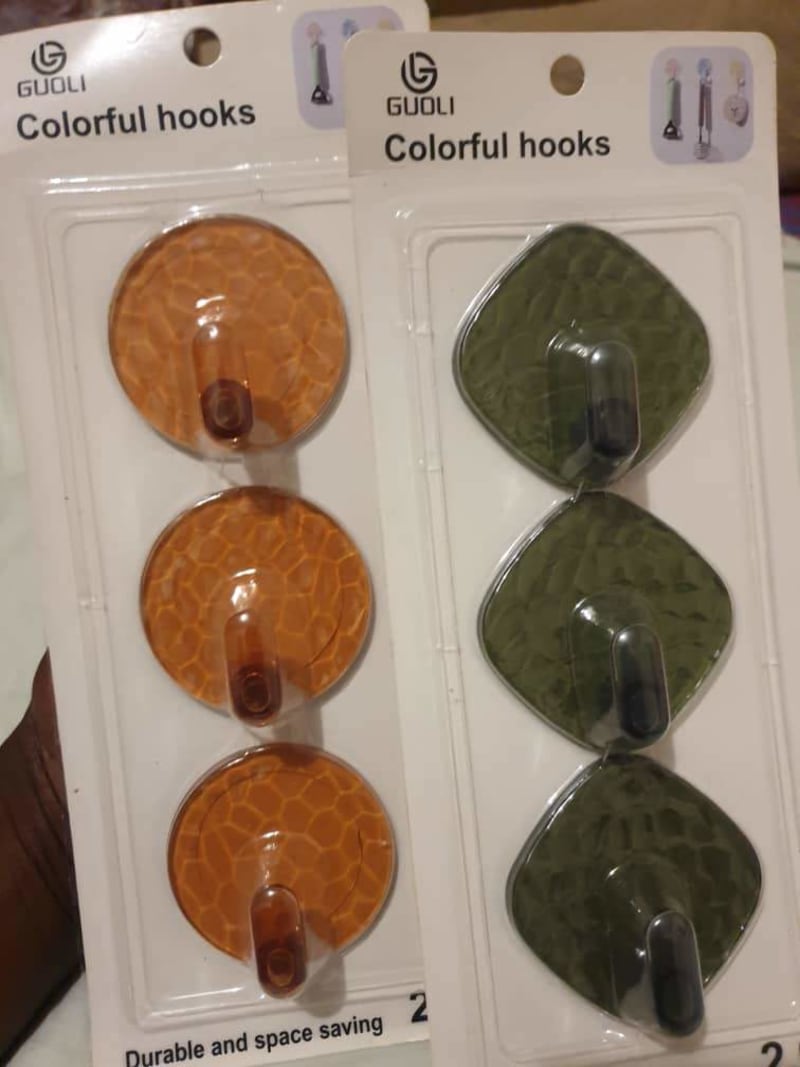 GUOLI
Colorful hooks
Durable and space saving
2
GUOLI
Colorful hooks
2